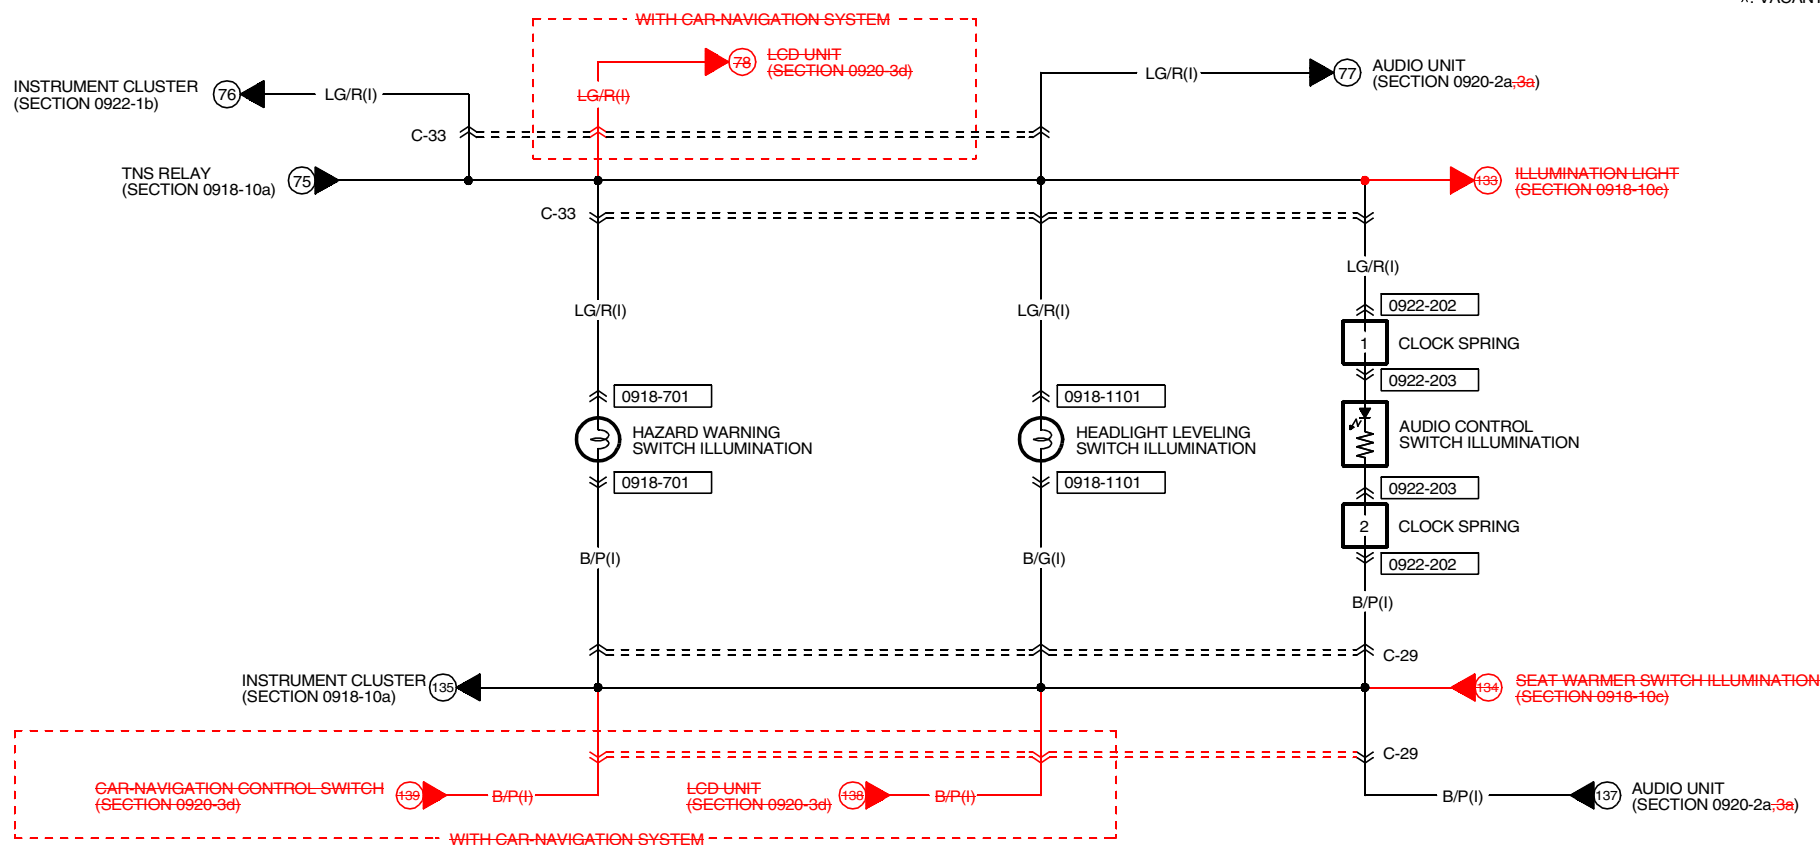 *: VACANT
WITH CAR-NAVIGATION SYSTEM
78
LCD UNIT
(SECTION 0920-3d)
INSTRUMENT CLUSTER
(SECTION 0922-1b)
76
LG/R(I)
LG/R(I)
LG/R(I)
77
AUDIO UNIT
(SECTION 0920-2a,3a)
C-33
TNS RELAY
(SECTION 0918-10a)
75
133
ILLUMINATION LIGHT
(SECTION 0918-10c)
C-33
LG/R(I)
LG/R(I)
LG/R(I)
0922-202
1
CLOCK SPRING
0922-203
0918-701
0918-1101
HAZARD WARNING
SWITCH ILLUMINATION
HEADLIGHT LEVELING
SWITCH ILLUMINATION
AUDIO CONTROL
SWITCH ILLUMINATION
0918-701
0918-1101
0922-203
2
CLOCK SPRING
0922-202
B/P(I)
B/G(I)
B/P(I)
C-29
INSTRUMENT CLUSTER
(SECTION 0918-10a)
135
134
SEAT WARMER SWITCH ILLUMINATION
(SECTION 0918-10c)
C-29
CAR-NAVIGATION CONTROL SWITCH
(SECTION 0920-3d)
139
B/P(I)
LCD UNIT
(SECTION 0920-3d)
138
B/P(I)
B/P(I)
137
AUDIO UNIT
(SECTION 0920-2a,3a)
WITH CAR-NAVIGATION SYSTEM